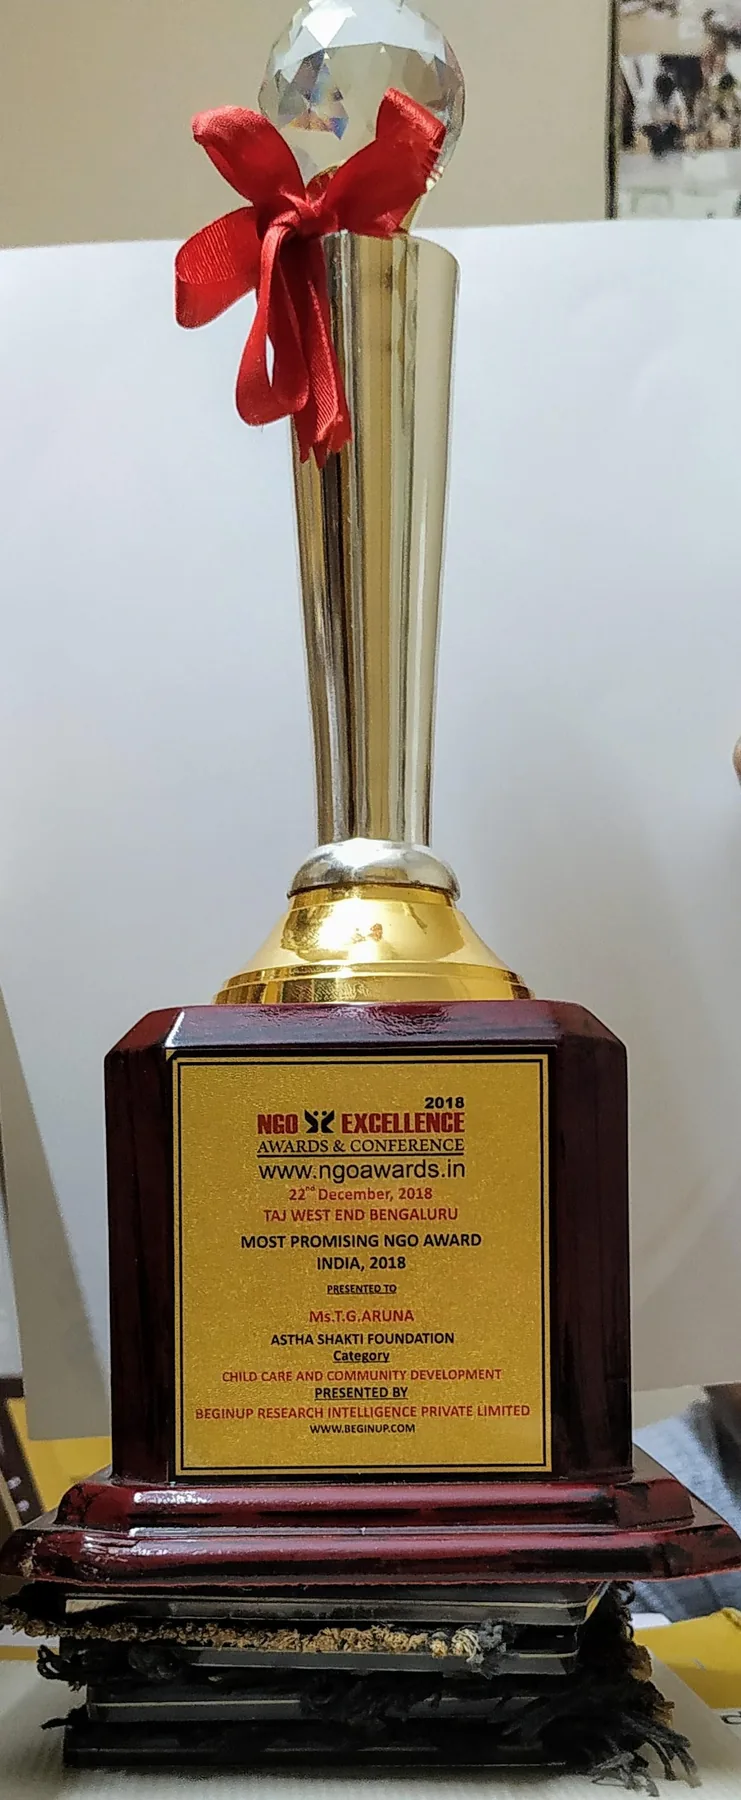 2018
NGO EXCELLENCE
AWARDS & CONFERENCE
www.ngoawards.in
22nd December, 2018
TAJ WEST END BENGALURU
MOST PROMISING NGO AWARD
INDIA, 2018
PRESENTED TO
Ms.T.G.ARUNA
ASTHA SHAKTI FOUNDATION
Category
CHILD CARE AND COMMUNITY DEVELOPMENT
PRESENTED BY
BEGINUP RESEARCH INTELLIGENCE PRIVATE LIMITED
WWW.BEGINUP.COM